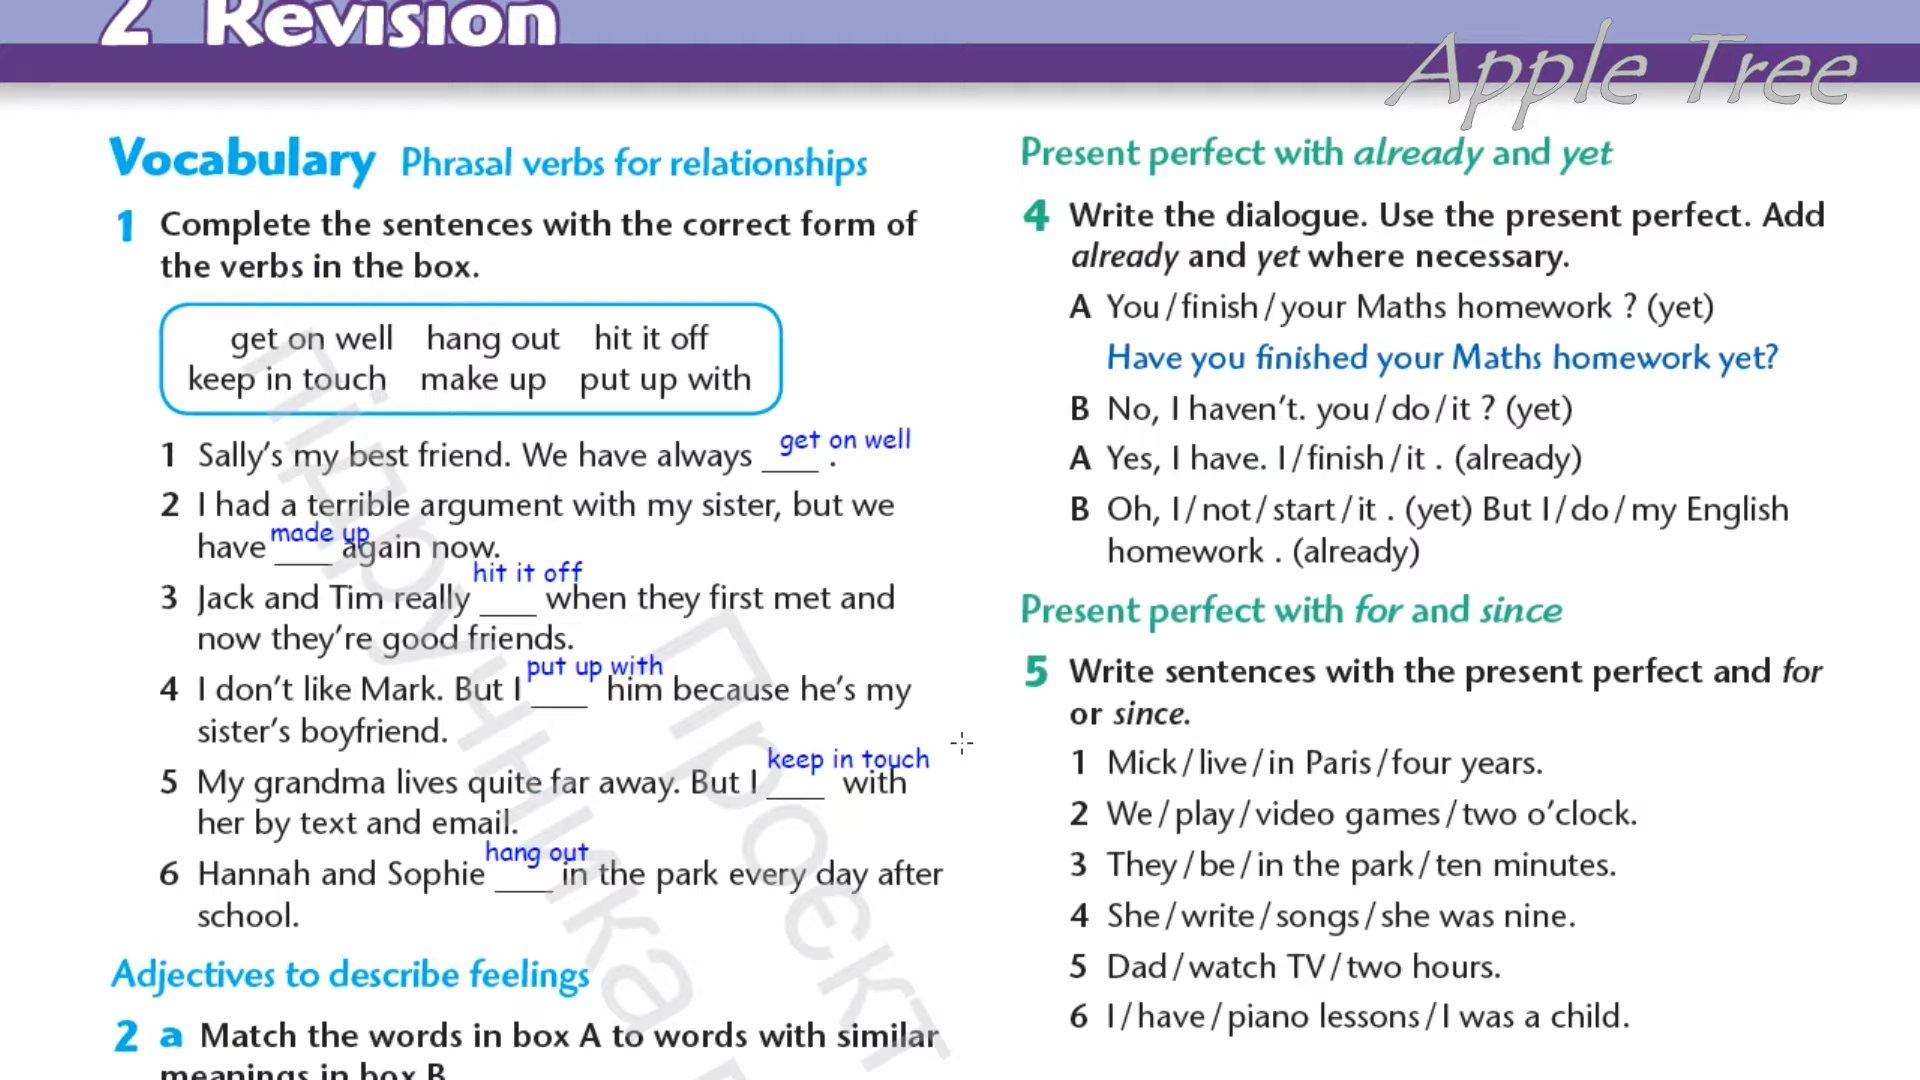 2 Revision
Apple Tree
Vocabulary Phrasal verbs for relationships
1 Complete the sentences with the correct form of
the verbs in the box.
get on well hang out hit it off
keep in touch make up put up with
get on well
1 Sally's my best friend. We have always ____ .
2 I had a terrible argument with my sister, but we
made up
have ____ again now.
hit it off
3 Jack and Tim really ____ when they first met and
now they're good friends.
put up with
4 I don't like Mark. But I ____ him because he's my
sister's boyfriend.
keep in touch
5 My grandma lives quite far away. But I ____ with
her by text and email.
hang out
6 Hannah and Sophie ____ in the park every day after
school.
Adjectives to describe feelings
2 a Match the words in box A to words with similar
meanings in box B
Present perfect with already and yet
4 Write the dialogue. Use the present perfect. Add
already and yet where necessary.
A You/finish/your Maths homework ? (yet)
Have you finished your Maths homework yet?
B No, I haven't. you/do/it ? (yet)
A Yes, I have. I/finish/it . (already)
B Oh, I/not/start/it . (yet) But I/do/my English
homework . (already)
Present perfect with for and since
5 Write sentences with the present perfect and for
or since.
1 Mick/live/in Paris/four years.
2 We/play/video games/two o'clock.
3 They/be/in the park/ten minutes.
4 She/write/songs/she was nine.
5 Dad/watch TV/two hours.
6 I/have/piano lessons/I was a child.
Проєкт
підручника